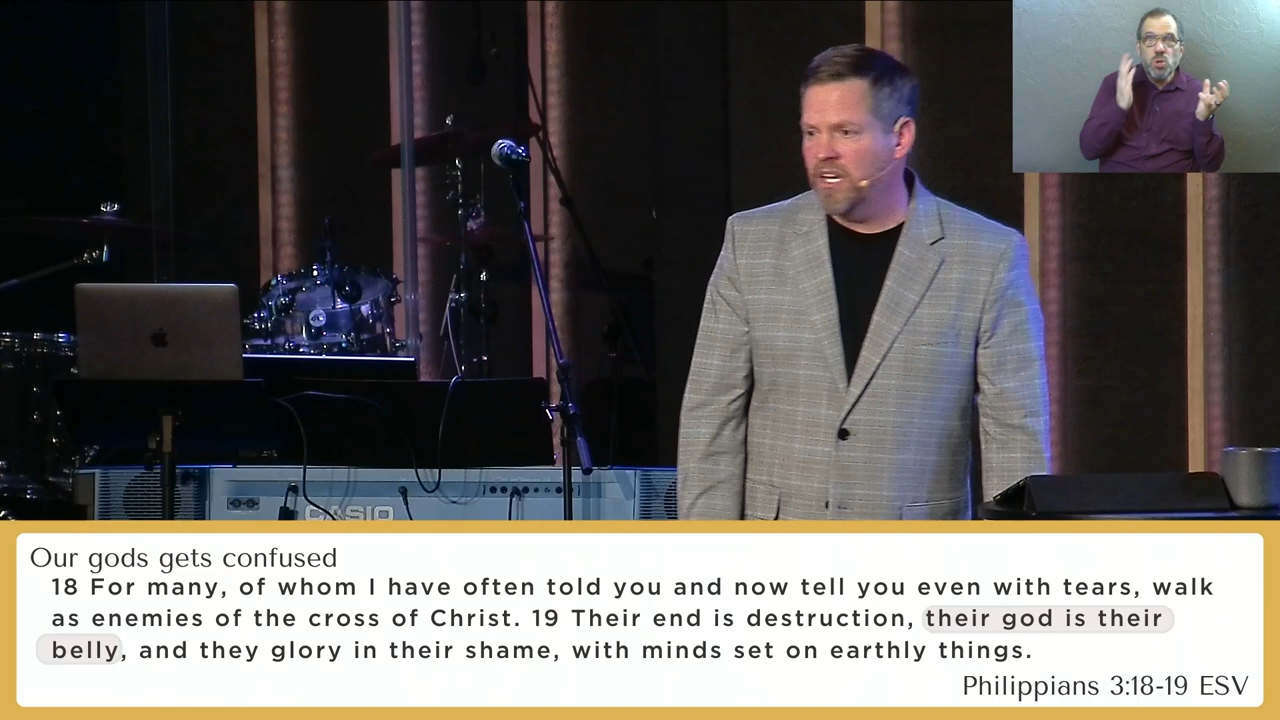 CASIO
Our gods gets confused
18 For many, of whom I have often told you and now tell you even with tears, walk
as enemies of the cross of Christ. 19 Their end is destruction, their god is their
belly, and they glory in their shame, with minds set on earthly things.
Philippians 3:18-19 ESV